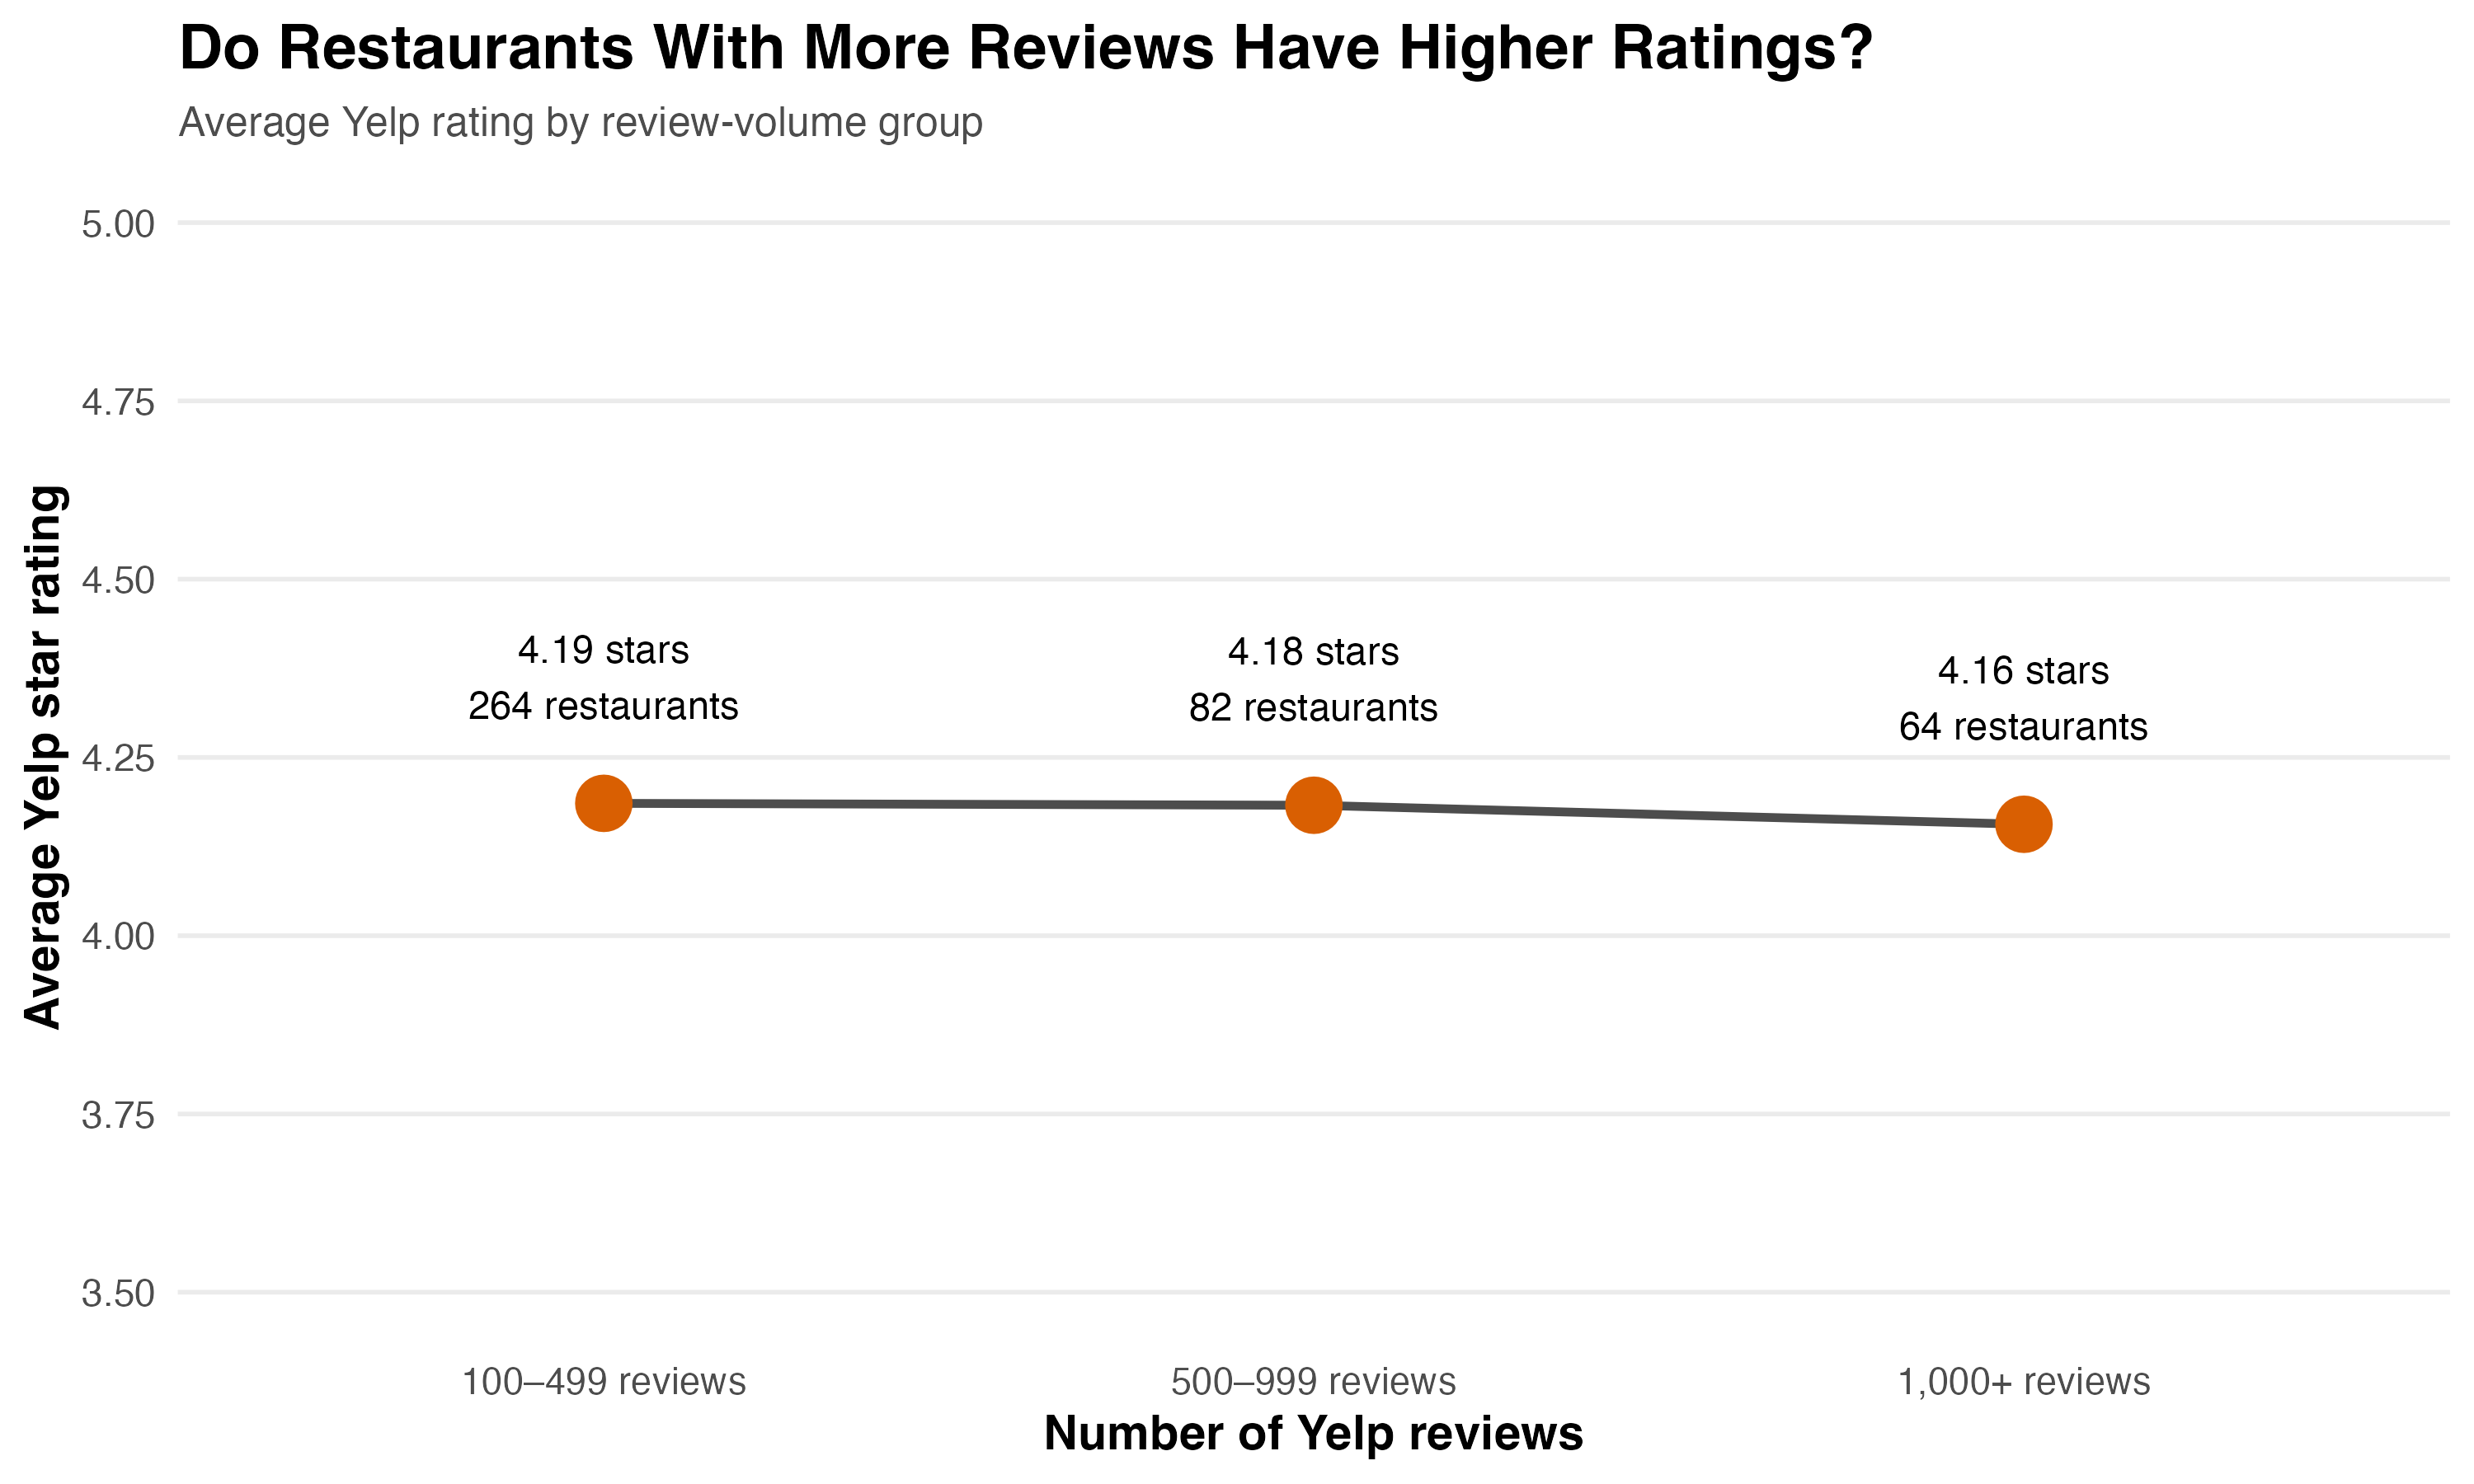 Do Restaurants With More Reviews Have Higher Ratings?
Average Yelp rating by review-volume group
Average Yelp star rating
5.00
4.75
4.50
4.25
4.00
3.75
3.50
4.19 stars
264 restaurants
4.18 stars
82 restaurants
4.16 stars
64 restaurants
100–499 reviews
500–999 reviews
1,000+ reviews
Number of Yelp reviews